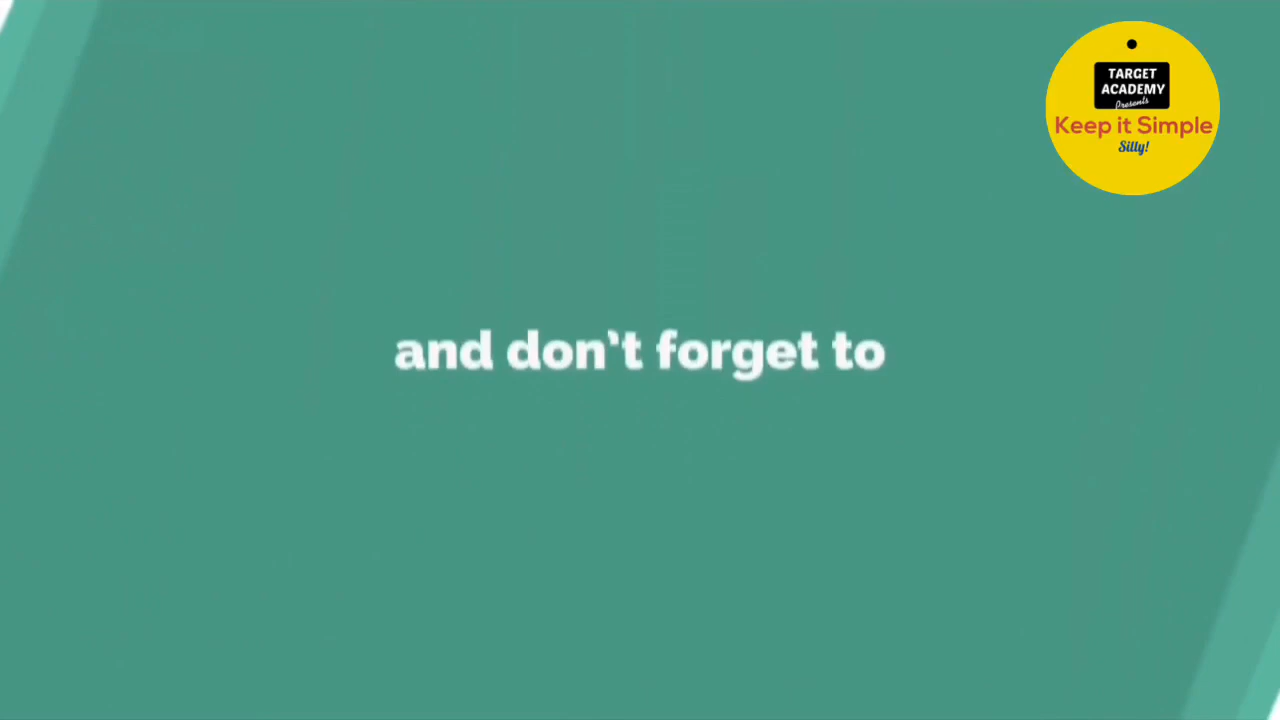 TARGET
ACADEMY
Presents
Keep it Simple
Silly!
and don't forget to